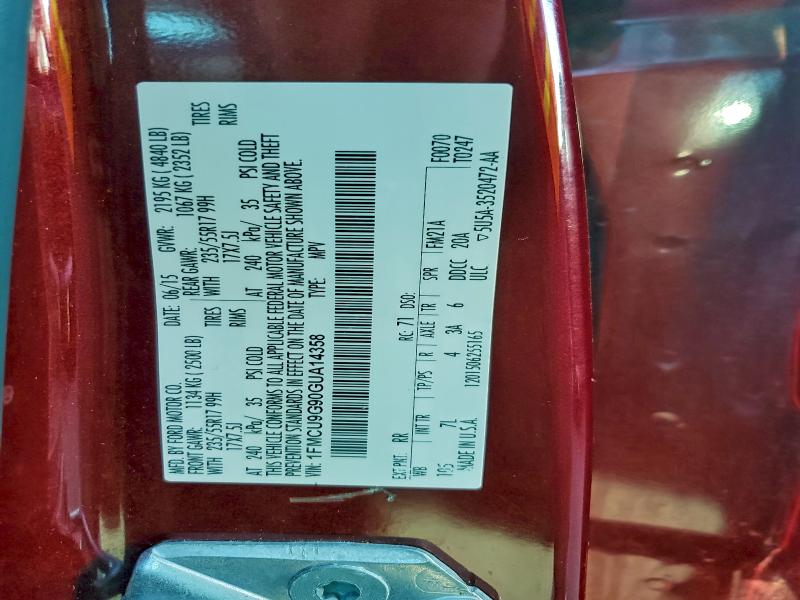 MFD. BY FORD MOTOR CO. DATE: 06/15 GVWR: 2195 KG ( 4840 LB)
FRONT GAWR: 1134 KG ( 2500 LB) REAR GAWR: 1067 KG ( 2352 LB)
WITH 235/55R17 99H TIRES WITH 235/55R17 99H TIRES
17X7.5J RIMS 17X7.5J RIMS
AT 240 kPa/ 35 PSI COLD AT 240 kPa/ 35 PSI COLD
THIS VEHICLE CONFORMS TO ALL APPLICABLE FEDERAL MOTOR VEHICLE SAFETY AND THEFT
PREVENTION STANDARDS IN EFFECT ON THE DATE OF MANUFACTURE SHOWN ABOVE.
VIN: 1FMCU9G90GUA14358 TYPE: MPV
EXT PNT: RR RC: 71 DSO: F0070
WB INT TR TP/PS R AXLE TR SPR FM21A T0247
105 7L 4 3A 6 DDCC 20A
MADE IN U.S.A. 1201506255165 ULC ▽5U5A-3520472-AA